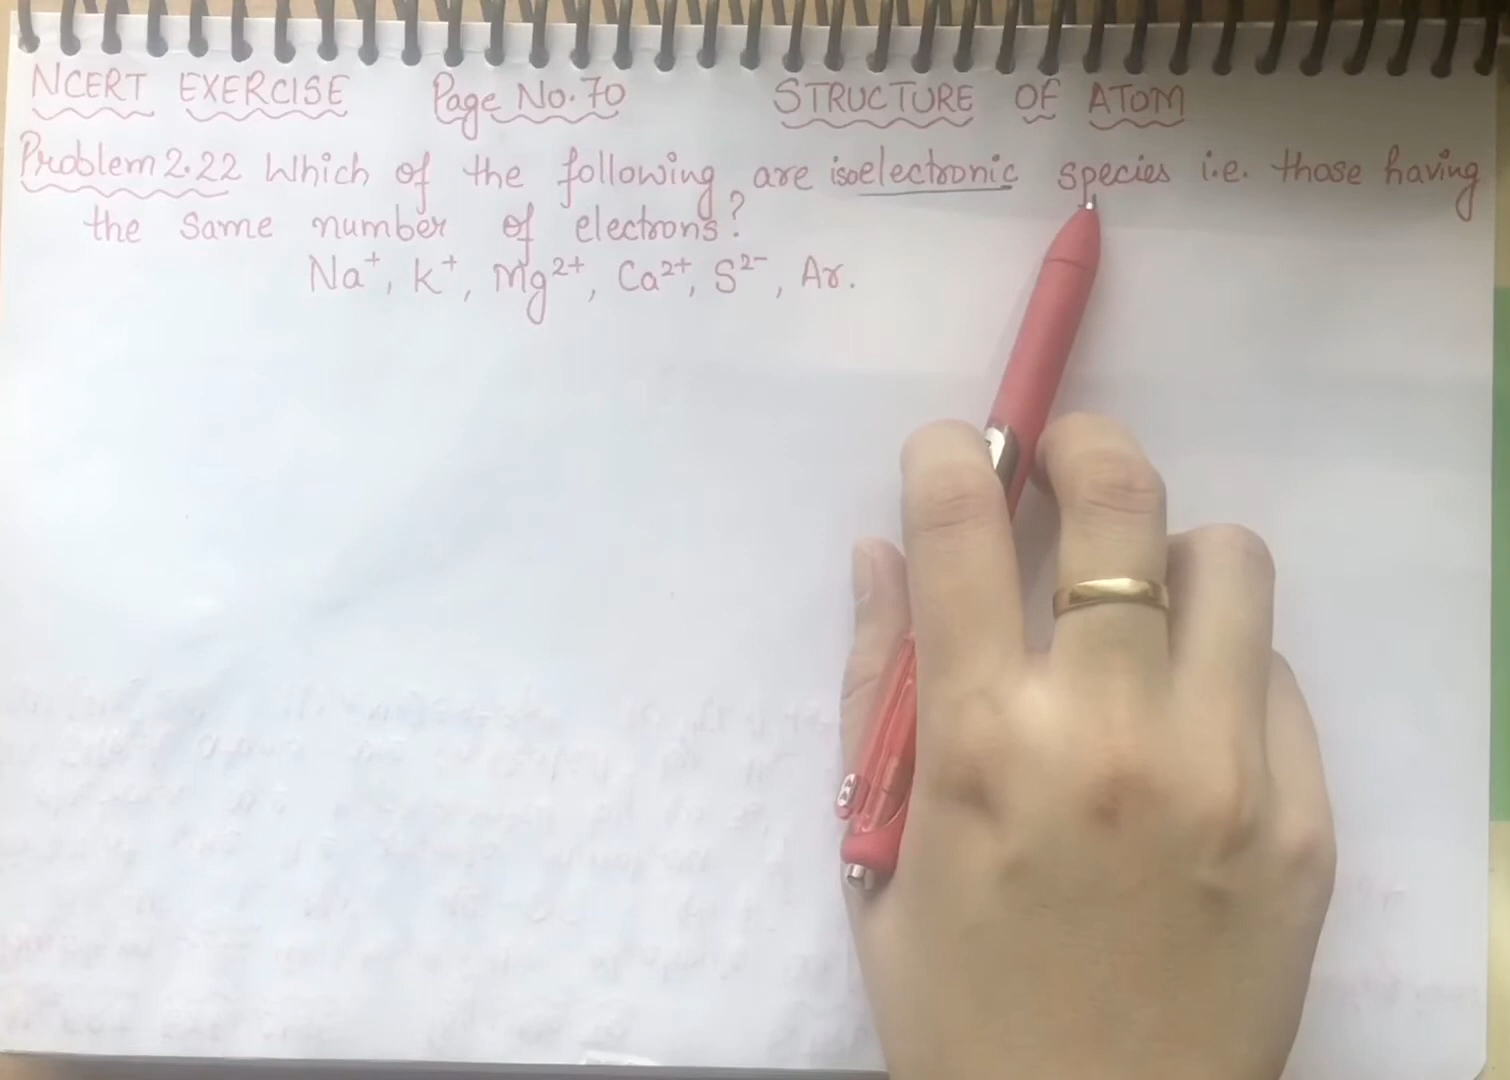 NCERT EXERCISE Page No. 70 STRUCTURE OF ATOM
Problem 2.22 Which of the following are isoelectronic species i.e. those having
the same number of electrons?
Na⁺, K⁺, Mg²⁺, Ca²⁺, S²⁻, Ar.